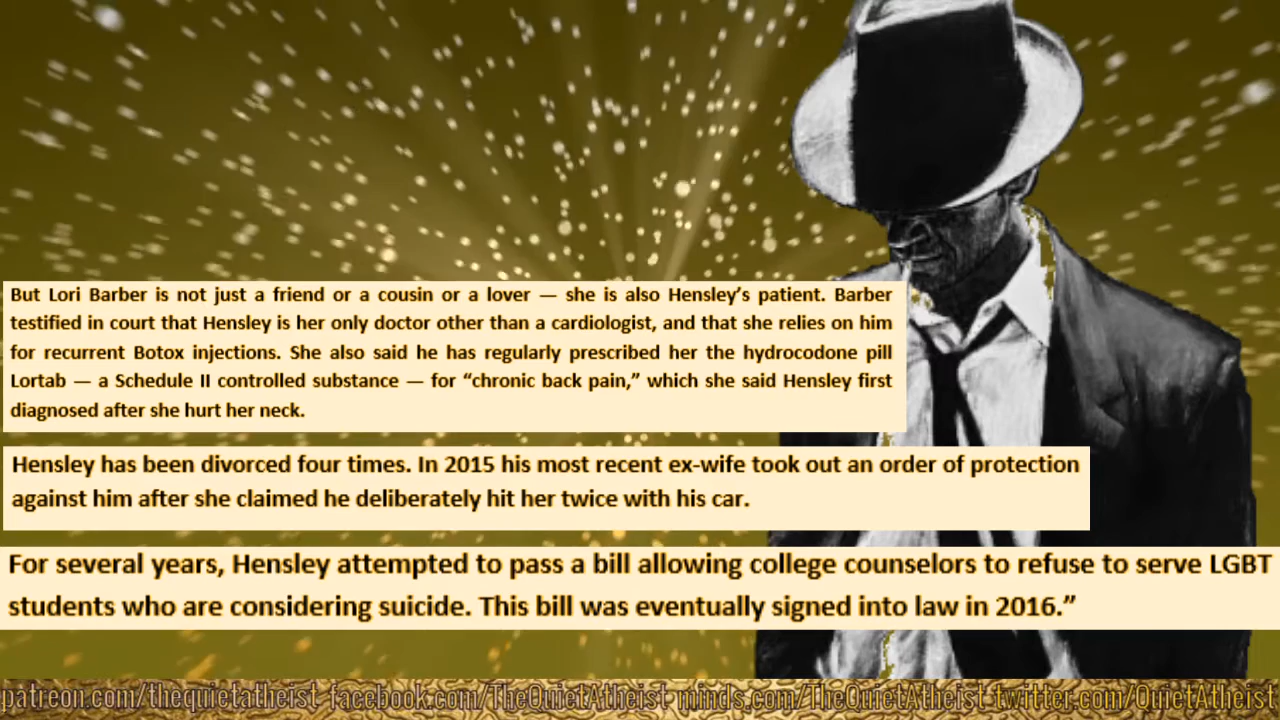 But Lori Barber is not just a friend or a cousin or a lover — she is also Hensley’s patient. Barber
testified in court that Hensley is her only doctor other than a cardiologist, and that she relies on him
for recurrent Botox injections. She also said he has regularly prescribed her the hydrocodone pill
Lortab — a Schedule II controlled substance — for “chronic back pain,” which she said Hensley first
diagnosed after she hurt her neck.
Hensley has been divorced four times. In 2015 his most recent ex-wife took out an order of protection
against him after she claimed he deliberately hit her twice with his car.
For several years, Hensley attempted to pass a bill allowing college counselors to refuse to serve LGBT
students who are considering suicide. This bill was eventually signed into law in 2016.”
patreon.com/thequietatheist facebook.com/TheQuietAtheist minds.com/TheQuietAtheist twitter.com/QuietAtheist